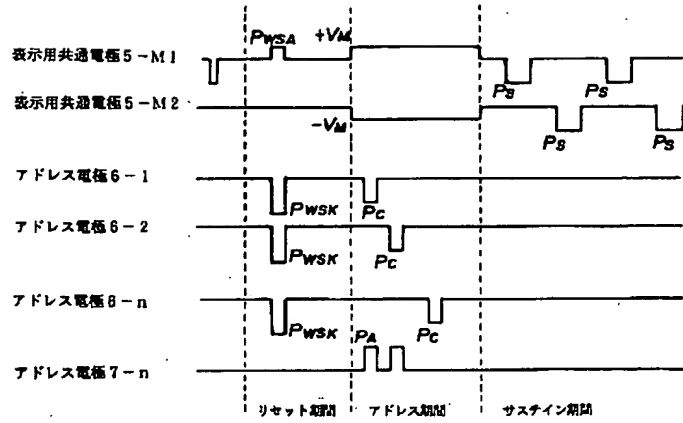 PWSA +VM
表示用共通電極5-M1
PS PS
表示用共通電極5-M2
-VM
PS PS
アドレス電極6-1
PWSK PC
アドレス電極6-2
PWSK PC
アドレス電極6-n
PWSK PA PC
アドレス電極7-n
リセット期間 アドレス期間 サステイン期間